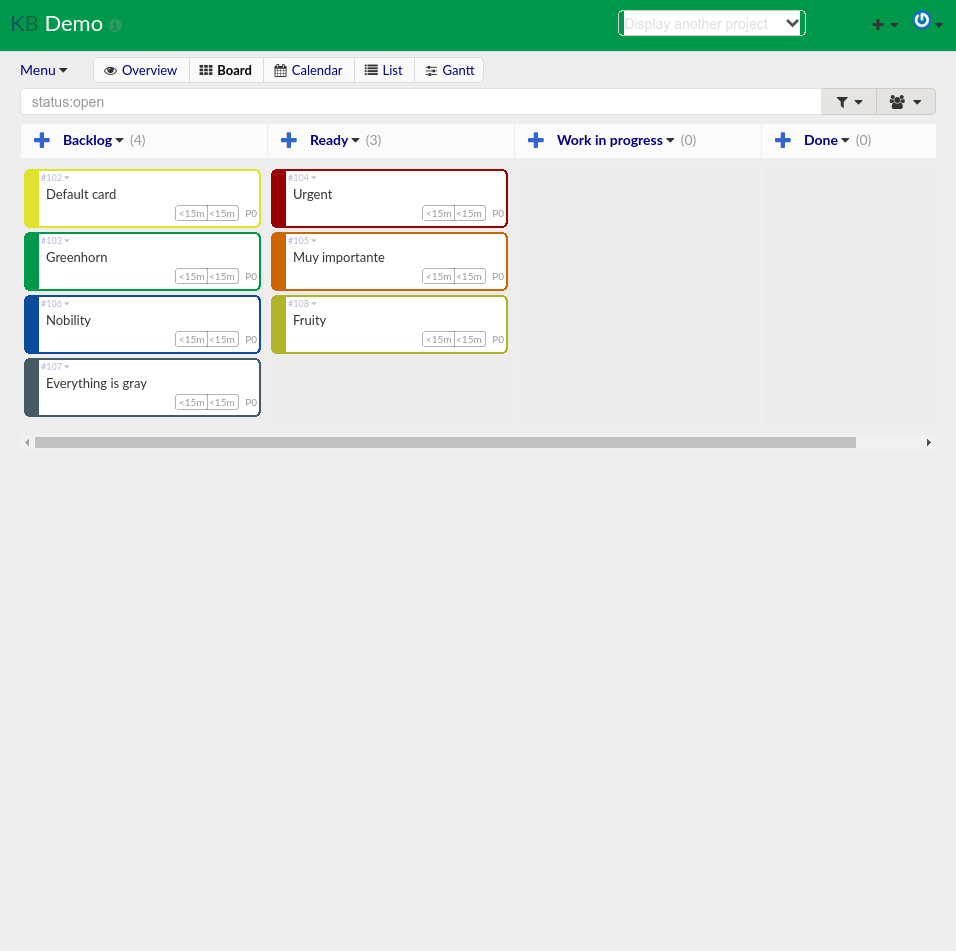 KB Demo
Display another project
Menu
Overview
Board
Calendar
List
Gantt
status:open
Backlog (4)
Ready (3)
Work in progress (0)
Done (0)
#102
Default card
<15m <15m P0
#103
Greenhorn
<15m <15m P0
#106
Nobility
<15m <15m P0
#107
Everything is gray
<15m <15m P0
#104
Urgent
<15m <15m P0
#105
Muy importante
<15m <15m P0
#108
Fruity
<15m <15m P0